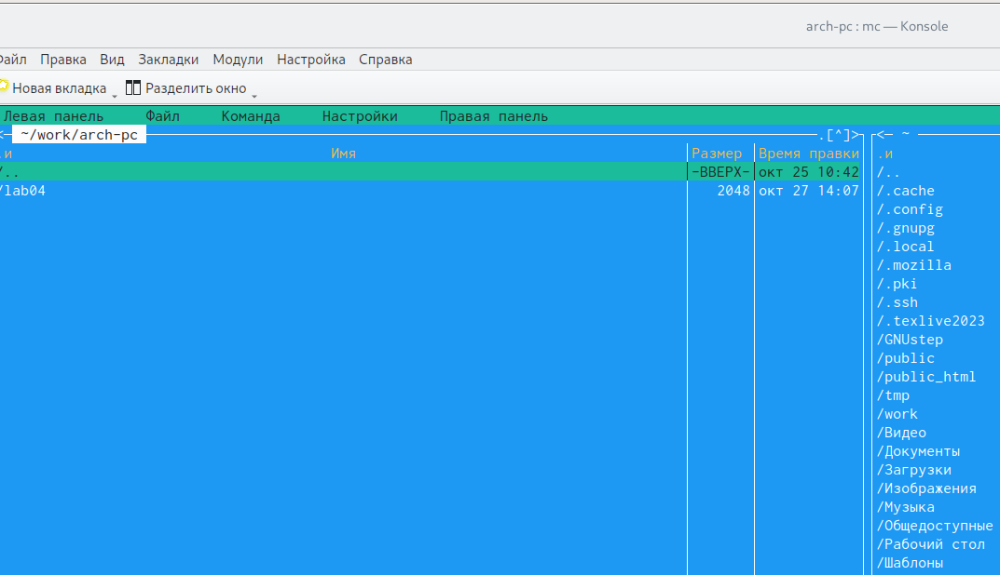 arch-pc : mc — Konsole
Файл Правка Вид Закладки Модули Настройка Справка
Новая вкладка Разделить окно
Левая панель Файл Команда Настройки Правая панель
<─ ~/work/arch-pc .[^]>
.и Имя Размер Время правки
/.. -ВВЕРХ- окт 25 10:42
/lab04 2048 окт 27 14:07
<─ ~
.и
/..
/.cache
/.config
/.gnupg
/.local
/.mozilla
/.pki
/.ssh
/.texlive2023
/GNUstep
/public
/public_html
/tmp
/work
/Видео
/Документы
/Загрузки
/Изображения
/Музыка
/Общедоступные
/Рабочий стол
/Шаблоны